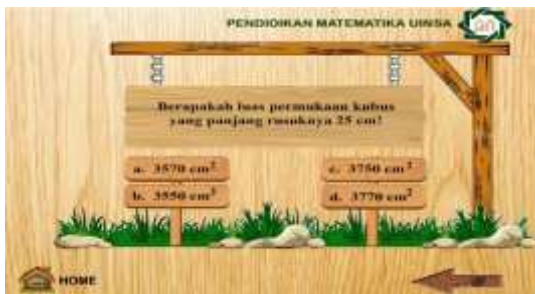 PENDIDIKAN MATEMATIKA UINSA
Berapakah luas permukaan kubus
yang panjang rusuknya 25 cm!
a. 3570 cm²
c. 3750 cm²
b. 3550 cm²
d. 3770 cm²
HOME